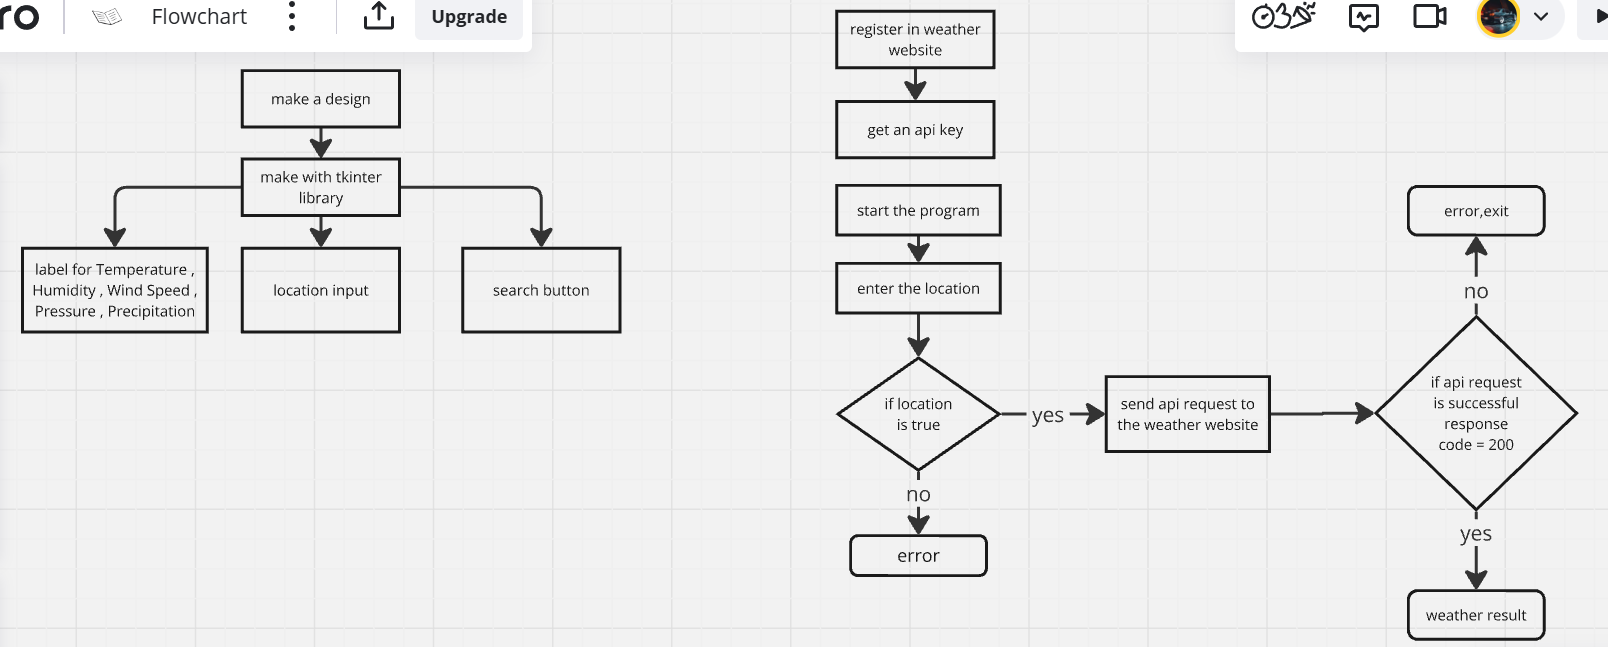 ro
Flowchart
Upgrade
make a design
make with tkinter
library
label for Temperature ,
Humidity , Wind Speed ,
Pressure , Precipitation
location input
search button
register in weather
website
get an api key
start the program
enter the location
if location
is true
yes
no
error
send api request to
the weather website
if api request
is successful
response
code = 200
no
error,exit
yes
weather result